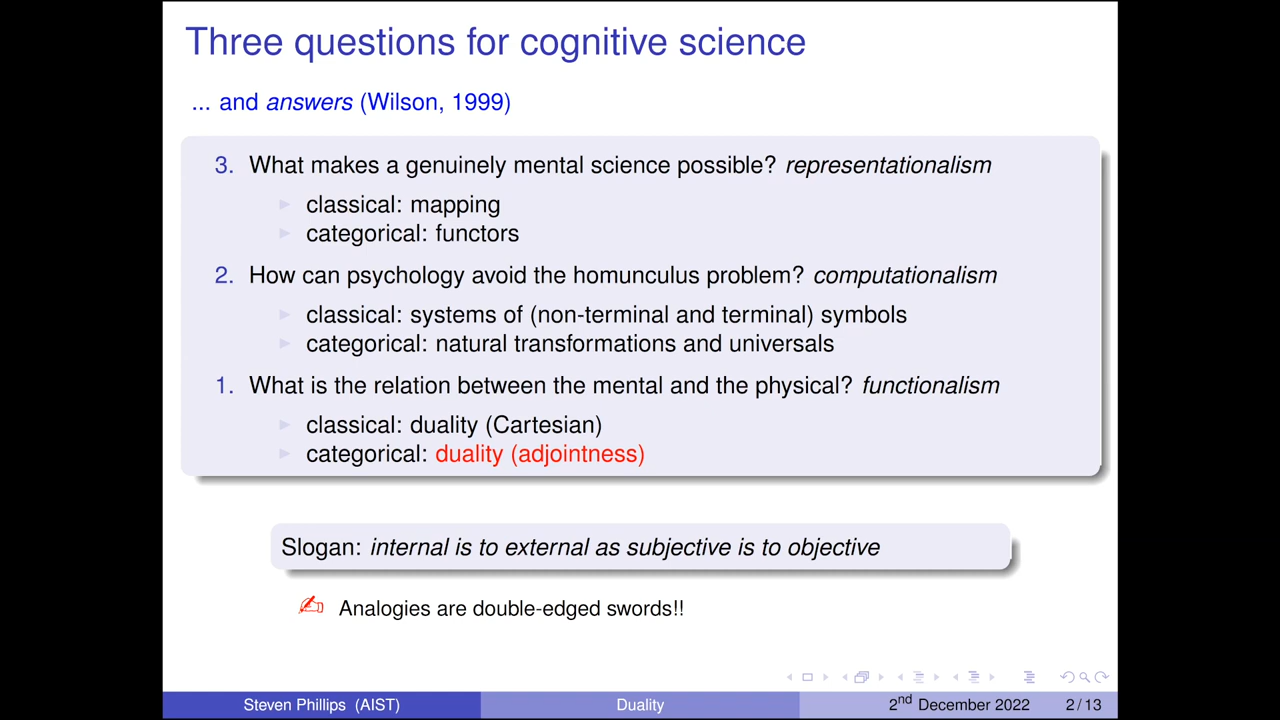 Three questions for cognitive science
... and answers (Wilson, 1999)
3. What makes a genuinely mental science possible? representationalism
classical: mapping
categorical: functors
2. How can psychology avoid the homunculus problem? computationalism
classical: systems of (non-terminal and terminal) symbols
categorical: natural transformations and universals
1. What is the relation between the mental and the physical? functionalism
classical: duality (Cartesian)
categorical: duality (adjointness)
Slogan: internal is to external as subjective is to objective
Analogies are double-edged swords!!
Steven Phillips (AIST) Duality 2nd December 2022 2 / 13